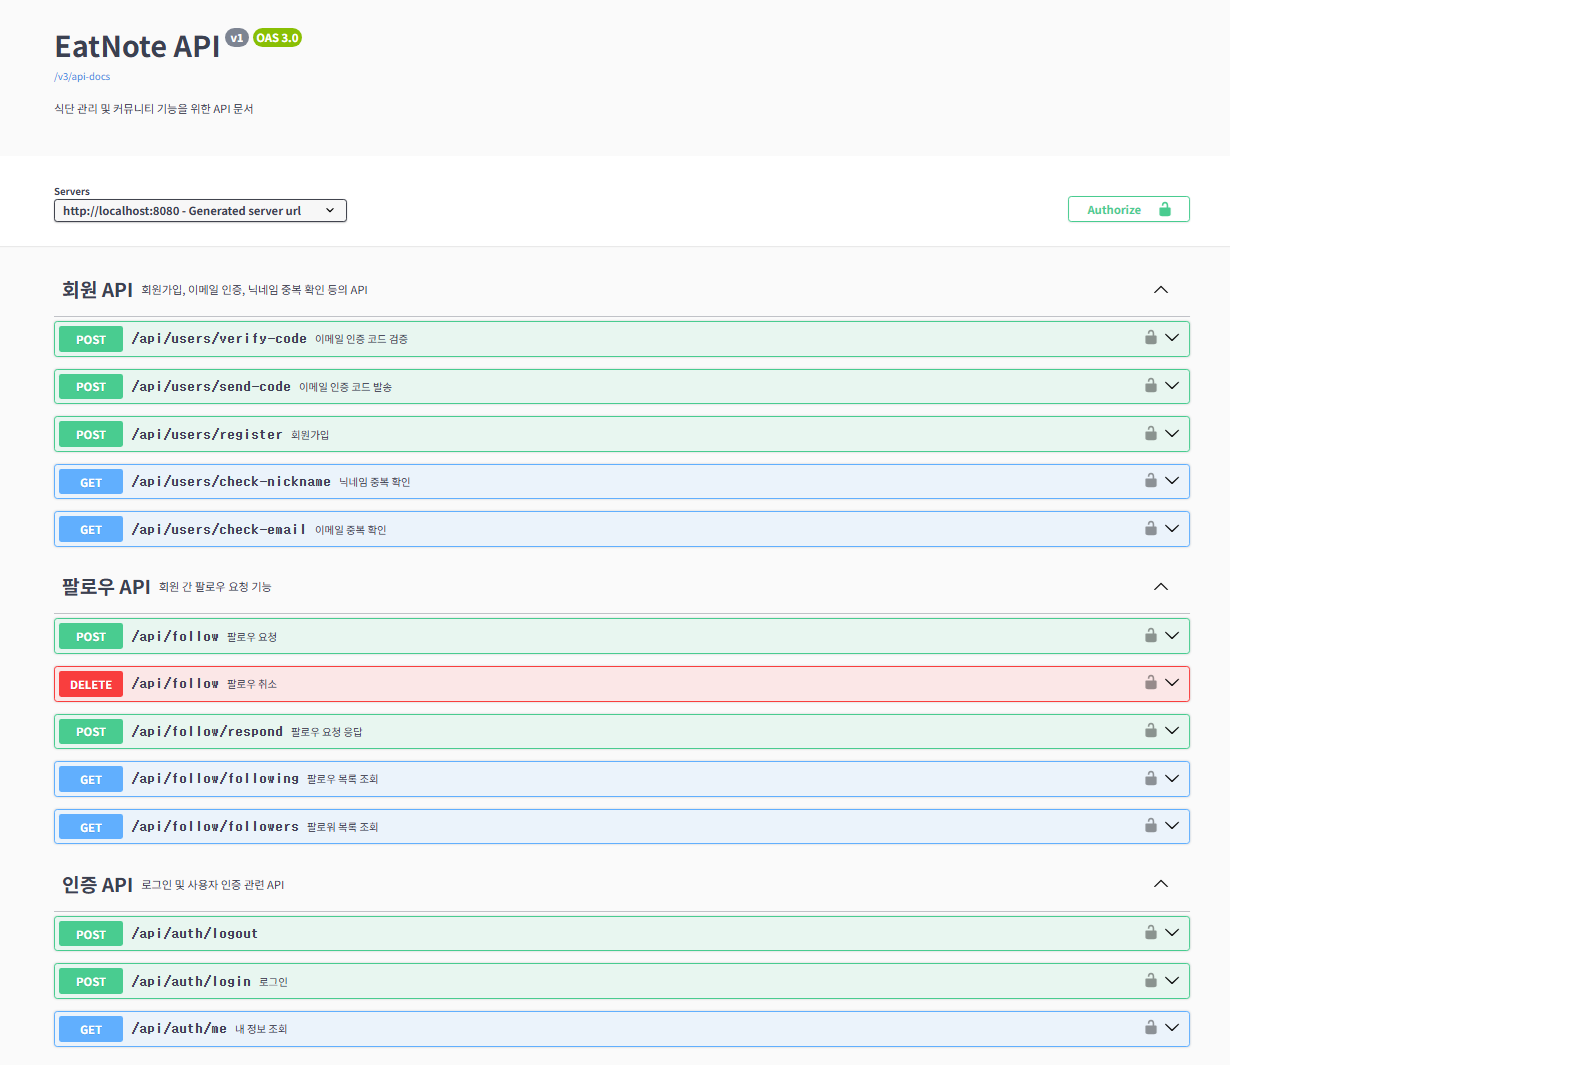 EatNote API v1 OAS 3.0
/v3/api-docs
식단 관리 및 커뮤니티 기능을 위한 API 문서
Servers
http://localhost:8080 - Generated server url
Authorize
회원 API 회원가입, 이메일 인증, 닉네임 중복 확인 등의 API
POST /api/users/verify-code 이메일 인증 코드 검증
POST /api/users/send-code 이메일 인증 코드 발송
POST /api/users/register 회원가입
GET /api/users/check-nickname 닉네임 중복 확인
GET /api/users/check-email 이메일 중복 확인
팔로우 API 회원 간 팔로우 요청 기능
POST /api/follow 팔로우 요청
DELETE /api/follow 팔로우 취소
POST /api/follow/respond 팔로우 요청 응답
GET /api/follow/following 팔로우 목록 조회
GET /api/follow/followers 팔로워 목록 조회
인증 API 로그인 및 사용자 인증 관련 API
POST /api/auth/logout
POST /api/auth/login 로그인
GET /api/auth/me 내 정보 조회